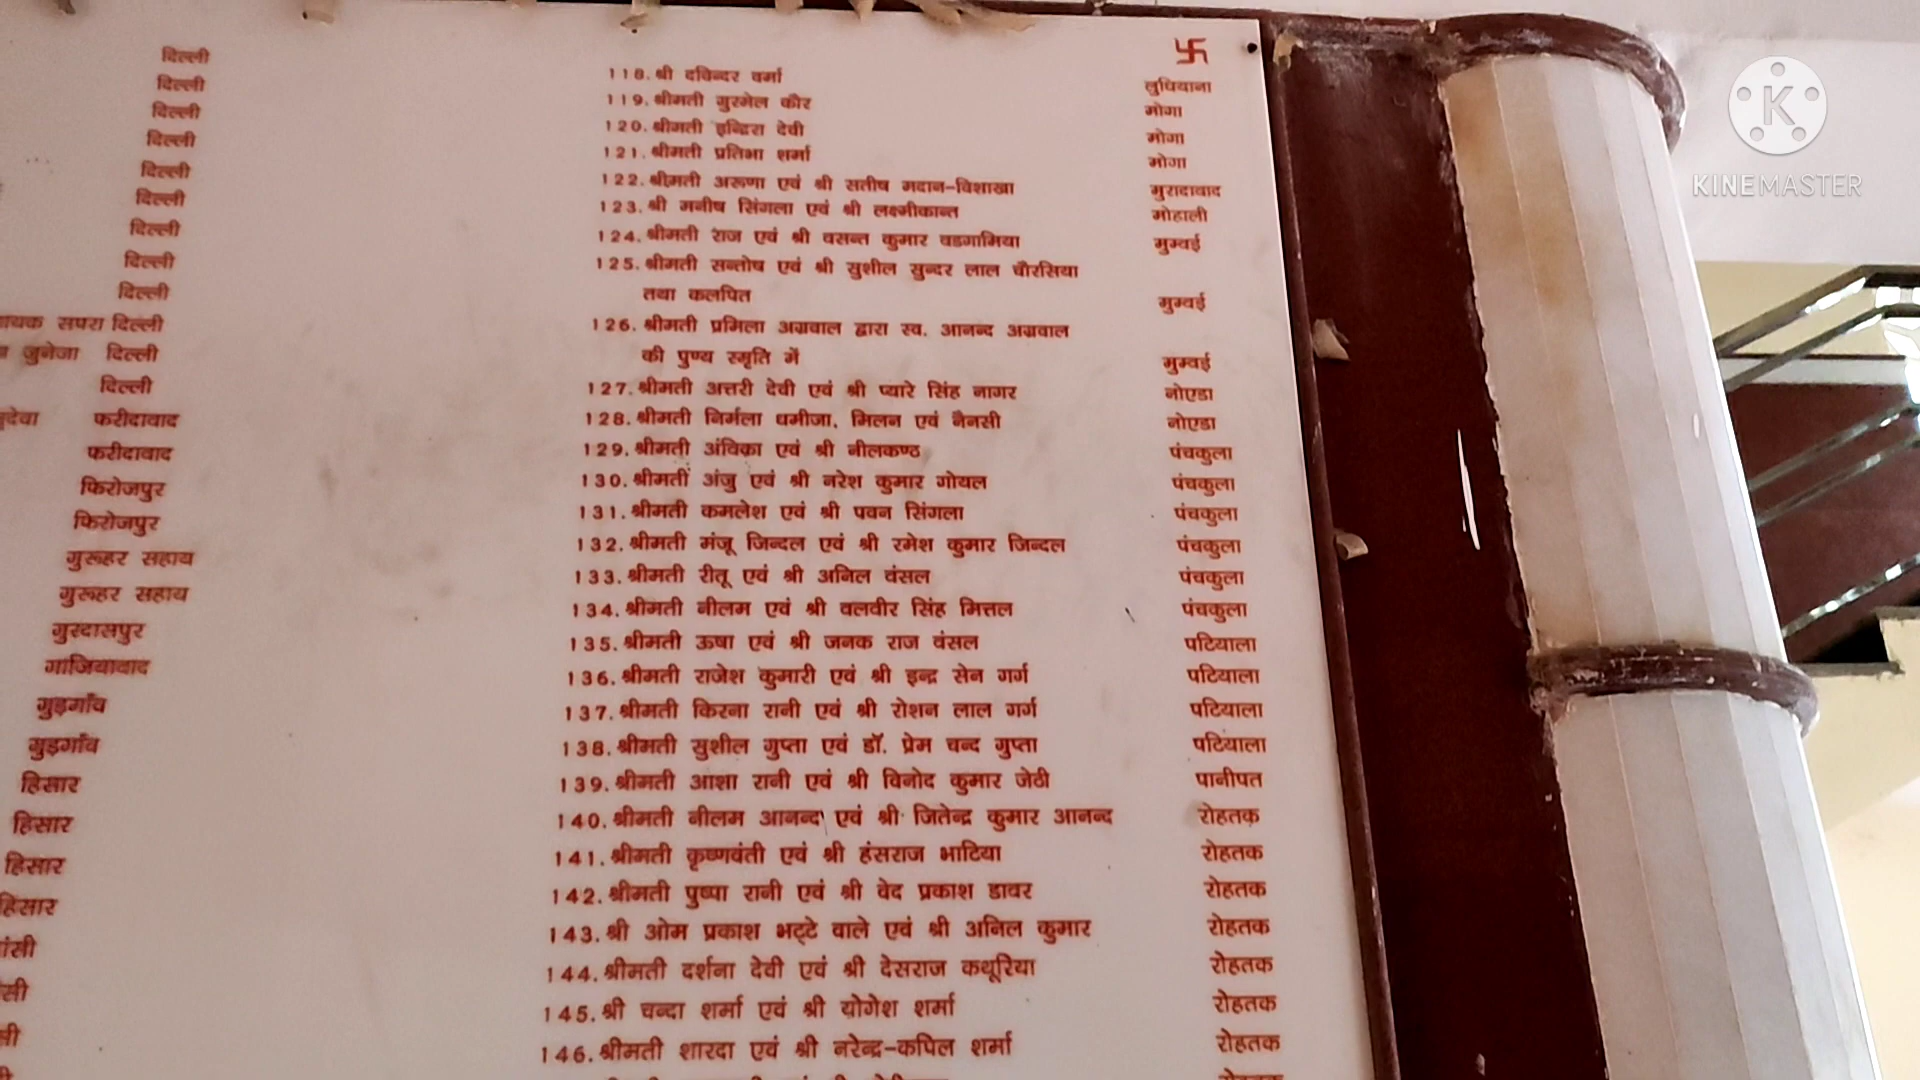 दिल्ली
दिल्ली
दिल्ली
दिल्ली
दिल्ली
दिल्ली
दिल्ली
दिल्ली
दिल्ली
सपरा दिल्ली
जुनेजा दिल्ली
दिल्ली
फरीदाबाद
फरीदाबाद
फिरोजपुर
फिरोजपुर
गुरूहर सहाय
गुरूहर सहाय
गुरदासपुर
गाजियाबाद
गुड़गाँव
गुड़गाँव
हिसार
हिसार
हिसार
हिसार
118. श्री दविन्दर वर्मा लुधियाना
119. श्रीमती गुरमेल कौर मोगा
120. श्रीमती इन्दिरा देवी मोगा
121. श्रीमती प्रतिभा शर्मा मोगा
122. श्रीमती अरूणा एवं श्री सतीष मदान-विशाखा मुरादाबाद
123. श्री मनीष सिंगला एवं श्री लक्ष्मीकान्त मोहाली
124. श्रीमती राज एवं श्री वसन्त कुमार वडगामिया मुम्बई
125. श्रीमती सन्तोष एवं श्री सुशील सुन्दर लाल चौरसिया
तथा कलपित मुम्बई
126. श्रीमती प्रमिला अग्रवाल द्वारा स्व. आनन्द अग्रवाल
की पुण्य स्मृति में मुम्बई
127. श्रीमती अत्तरी देवी एवं श्री प्यारे सिंह नागर नोएडा
128. श्रीमती निर्मला धमीजा, मिलन एवं नैनसी नोएडा
129. श्रीमती अंबिका एवं श्री नीलकण्ठ पंचकुला
130. श्रीमती अंजु एवं श्री नरेश कुमार गोयल पंचकुला
131. श्रीमती कमलेश एवं श्री पवन सिंगला पंचकुला
132. श्रीमती मंजू जिन्दल एवं श्री रमेश कुमार जिन्दल पंचकुला
133. श्रीमती रीतू एवं श्री अनिल बंसल पंचकुला
134. श्रीमती नीलम एवं श्री बलवीर सिंह मित्तल पंचकुला
135. श्रीमती ऊषा एवं श्री जनक राज बंसल पटियाला
136. श्रीमती राजेश कुमारी एवं श्री इन्द्र सेन गर्ग पटियाला
137. श्रीमती किरना रानी एवं श्री रोशन लाल गर्ग पटियाला
138. श्रीमती सुशील गुप्ता एवं डॉ. प्रेम चन्द गुप्ता पटियाला
139. श्रीमती आशा रानी एवं श्री विनोद कुमार जेठी पानीपत
140. श्रीमती नीलम आनन्द एवं श्री जितेन्द्र कुमार आनन्द रोहतक
141. श्रीमती कृष्णवंती एवं श्री हंसराज भाटिया रोहतक
142. श्रीमती पुष्पा रानी एवं श्री वेद प्रकाश डावर रोहतक
143. श्री ओम प्रकाश भट्टे वाले एवं श्री अनिल कुमार रोहतक
144. श्रीमती दर्शना देवी एवं श्री देसराज कथूरिया रोहतक
145. श्री चन्दा शर्मा एवं श्री योगेश शर्मा रोहतक
146. श्रीमती शारदा एवं श्री नरेन्द्र-कपिल शर्मा रोहतक
K
KINEMASTER